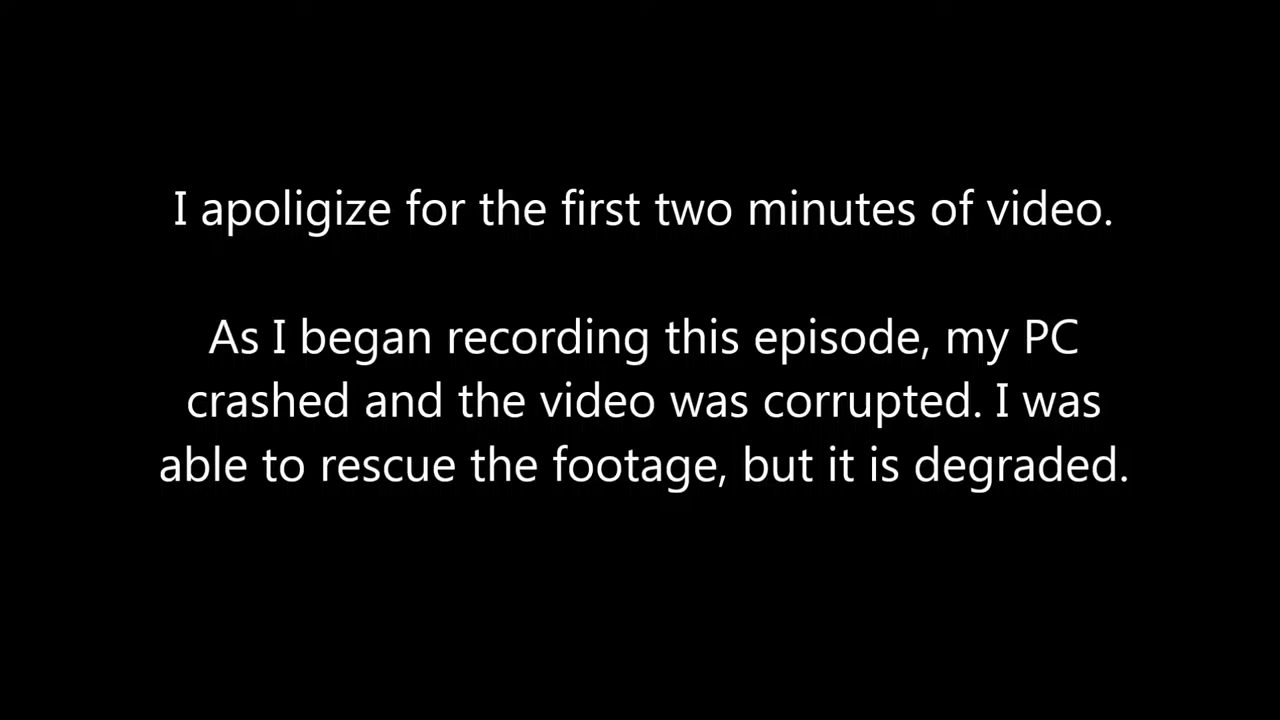 I apoligize for the first two minutes of video.
As I began recording this episode, my PC
crashed and the video was corrupted. I was
able to rescue the footage, but it is degraded.